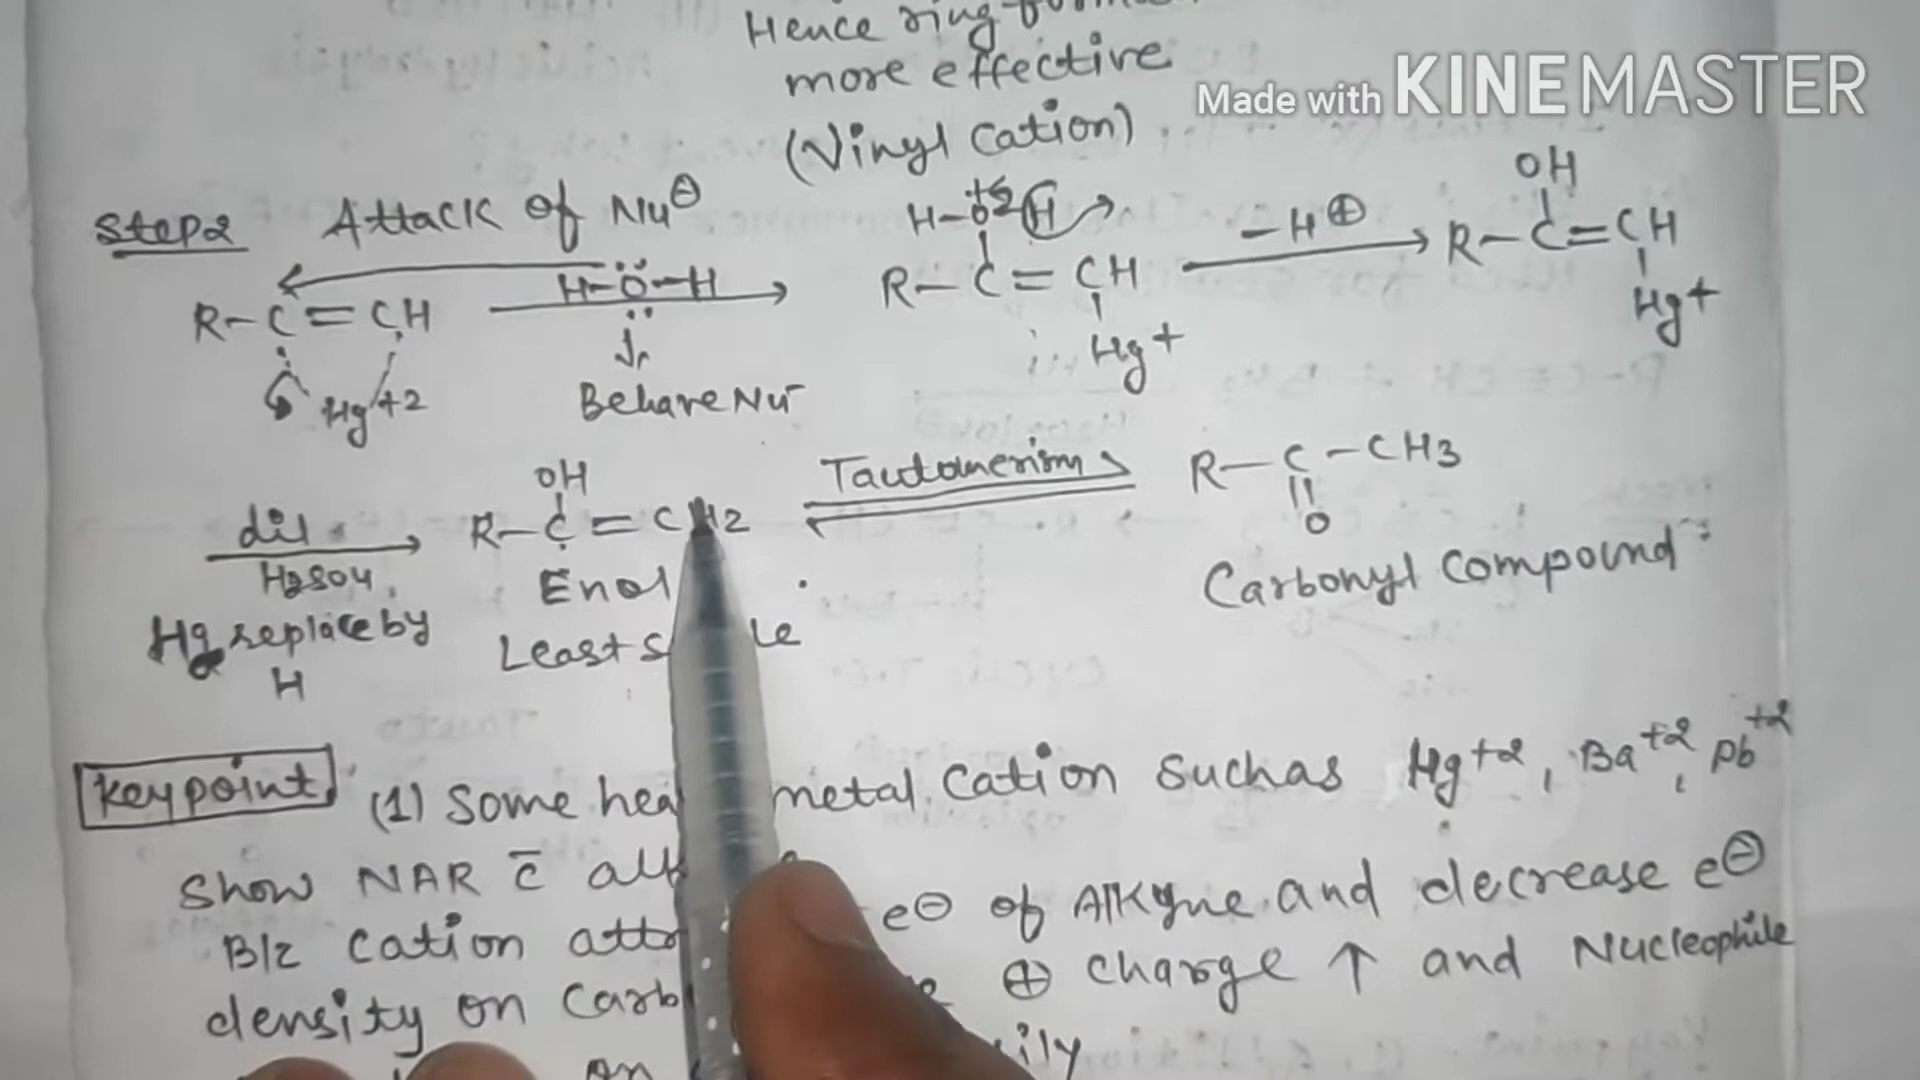 Hence ring
more effective
(Vinyl Cation)
Made with KINEMASTER
Step2 Attack of Nu⊖
H-Ö-H
R-C=CH
Hg+2
Behave Nu-
H-O-H
R-C=CH
Hg+
-H⊕
OH
R-C=CH
Hg+
dil.
H2SO4
Hg replace by
H
OH
R-C=CH2
Enol
Least
Tautomerism
R-C-CH3
O
Carbonyl Compound
Keypoint (1) Some metal cation such as Hg+2, Ba+2, Pb+2
Show NAR c̄
e⊖ of Alkyne and decrease e⊖
B/z cation
density on ⊕ charge ↑ and Nucleophile
on